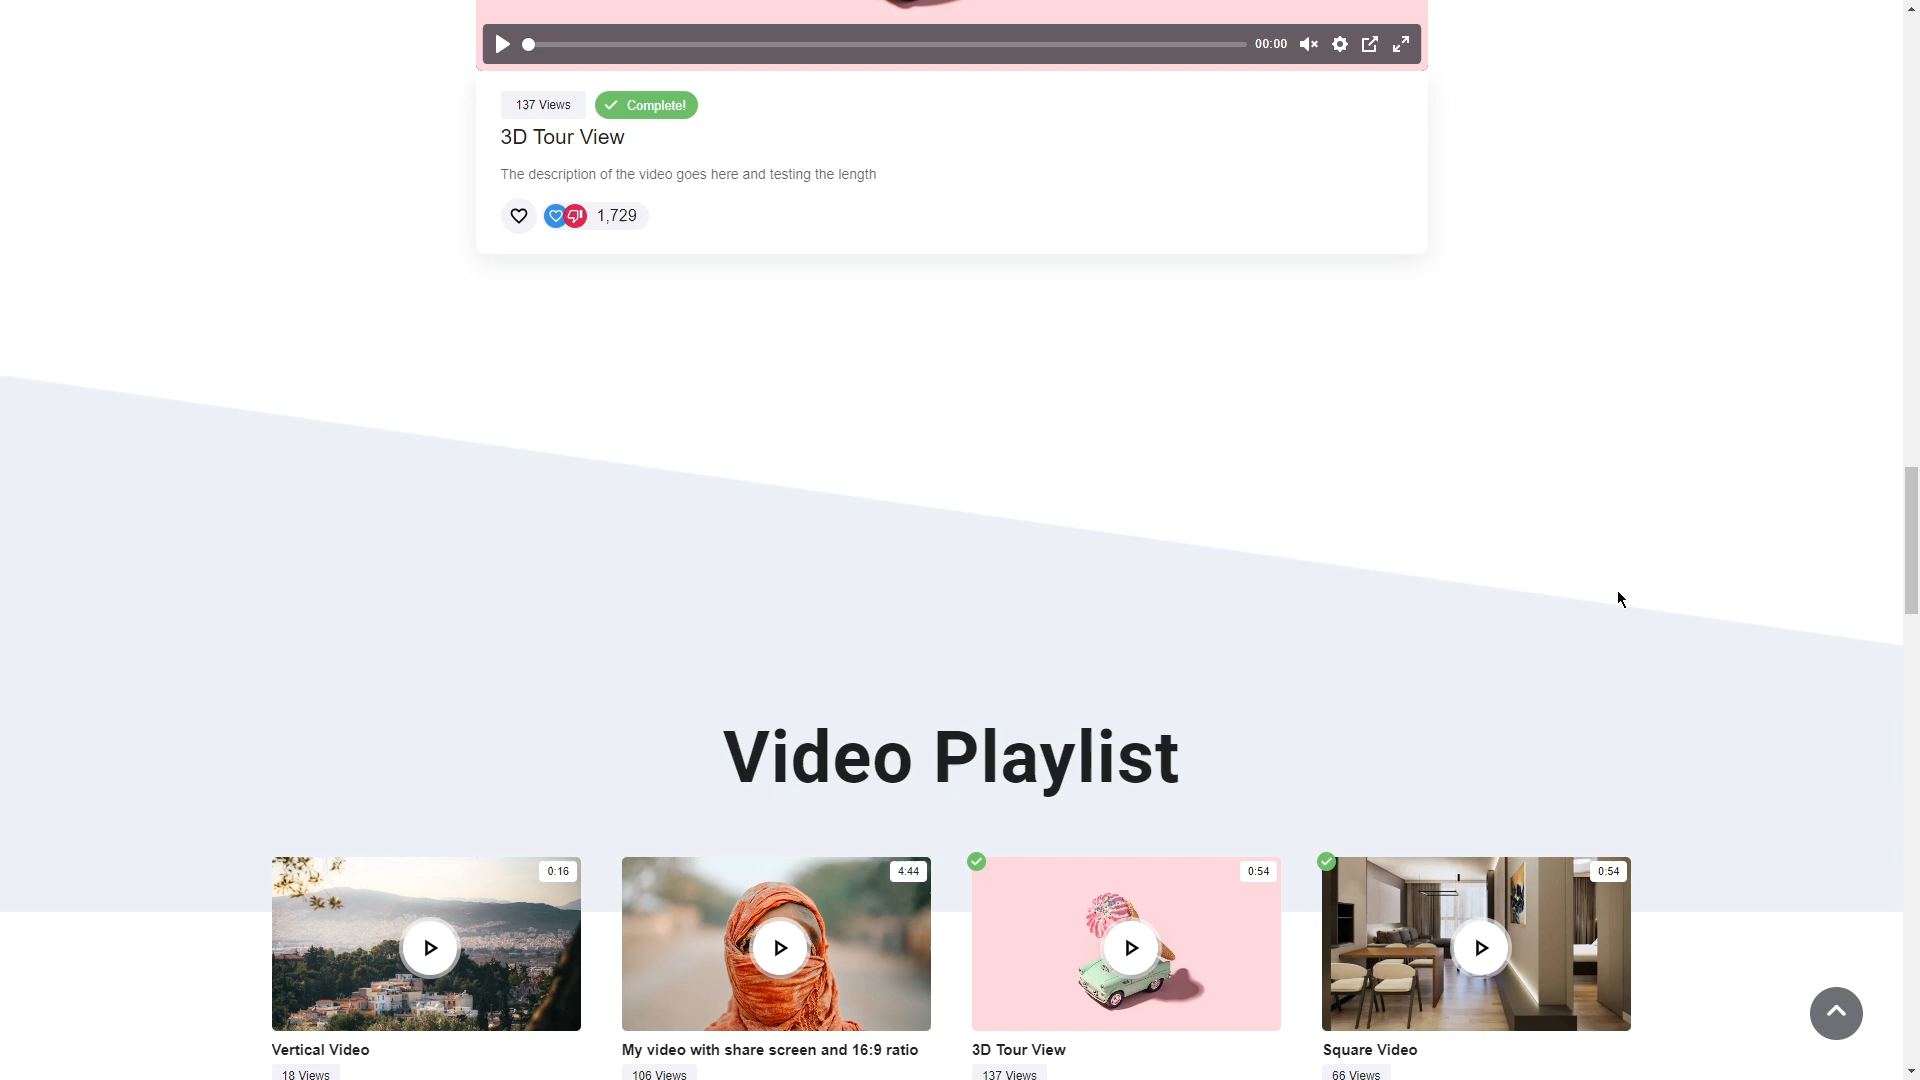 00:00
137 Views
Complete!
3D Tour View
The description of the video goes here and testing the length
1,729
Video Playlist
0:16
4:44
0:54
0:54
Vertical Video
My video with share screen and 16:9 ratio
3D Tour View
Square Video
18 Views
106 Views
137 Views
66 Views